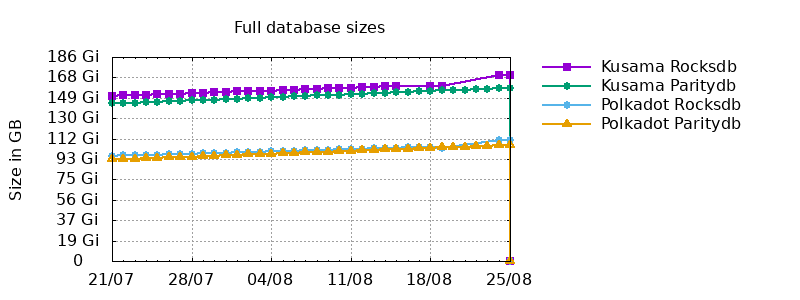 Full database sizes
Size in GB
186 Gi
168 Gi
149 Gi
130 Gi
112 Gi
93 Gi
75 Gi
56 Gi
37 Gi
19 Gi
0
21/07 28/07 04/08 11/08 18/08 25/08
Kusama Rocksdb
Kusama Paritydb
Polkadot Rocksdb
Polkadot Paritydb